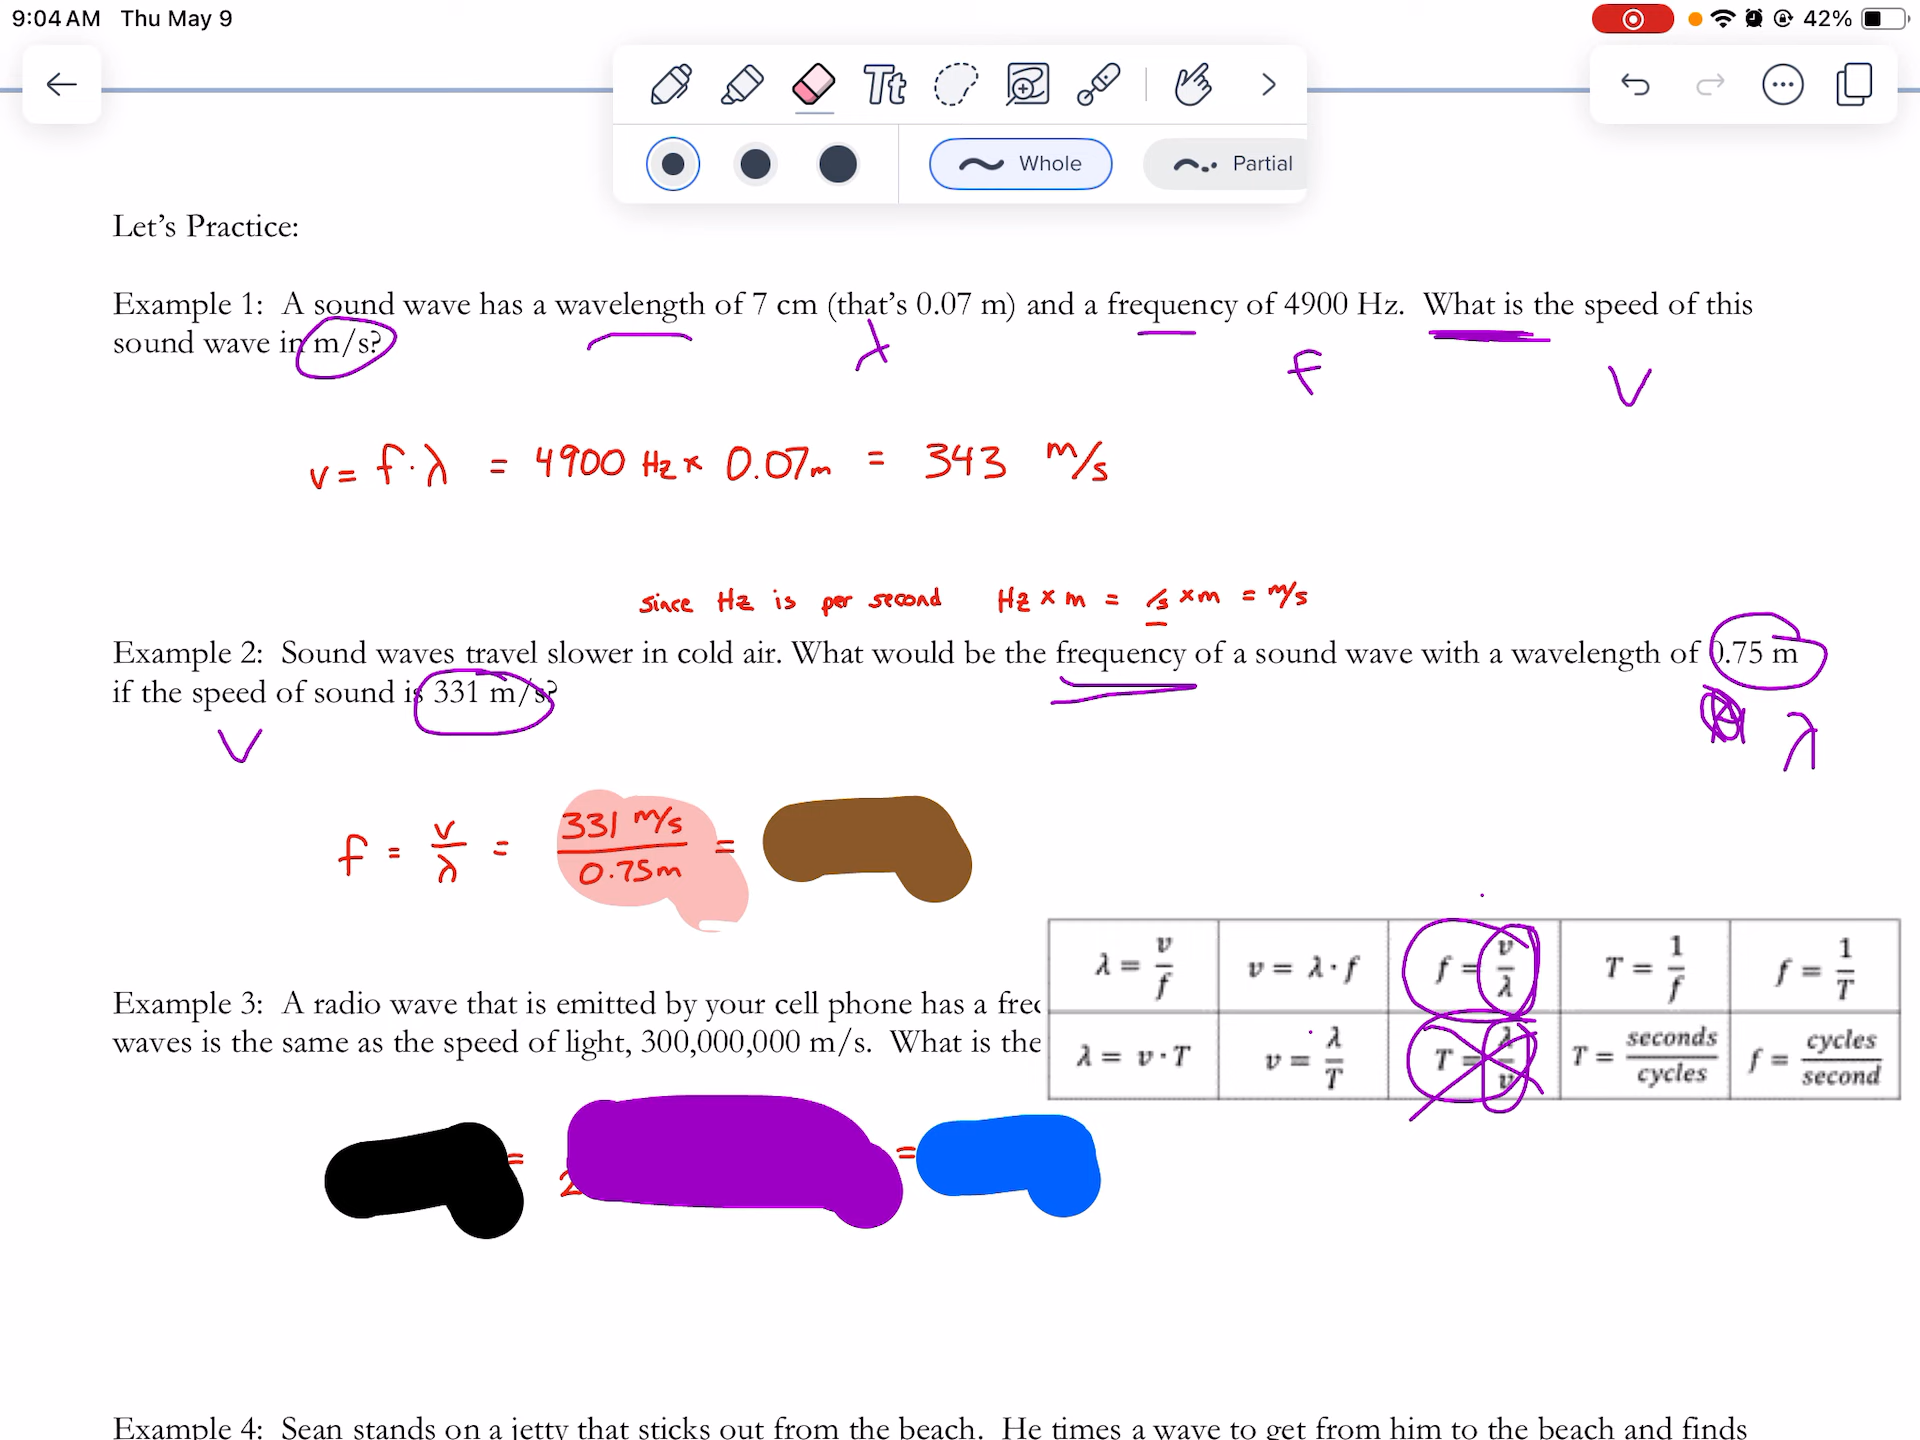 9:04 AM Thu May 9
42%
Tt
Whole
Partial
Let's Practice:
Example 1: A sound wave has a wavelength of 7 cm (that's 0.07 m) and a frequency of 4900 Hz. What is the speed of this
sound wave in m/s?
λ
f
v
v = f · λ = 4900 Hz × 0.07m = 343 m/s
since Hz is per second Hz × m = /s × m = m/s
Example 2: Sound waves travel slower in cold air. What would be the frequency of a sound wave with a wavelength of 0.75 m
if the speed of sound is 331 m/s?
v
λ
f = v/λ = 331 m/s / 0.75m =
λ = v/f v = λ · f f = v/λ T = 1/f f = 1/T
Example 3: A radio wave that is emitted by your cell phone has a
waves is the same as the speed of light, 300,000,000 m/s. What is the
λ = v · T v = λ/T T = λ/v T = seconds/cycles f = cycles/second
= 2 =
Example 4: Sean stands on a jetty that sticks out from the beach. He times a wave to get from him to the beach and finds